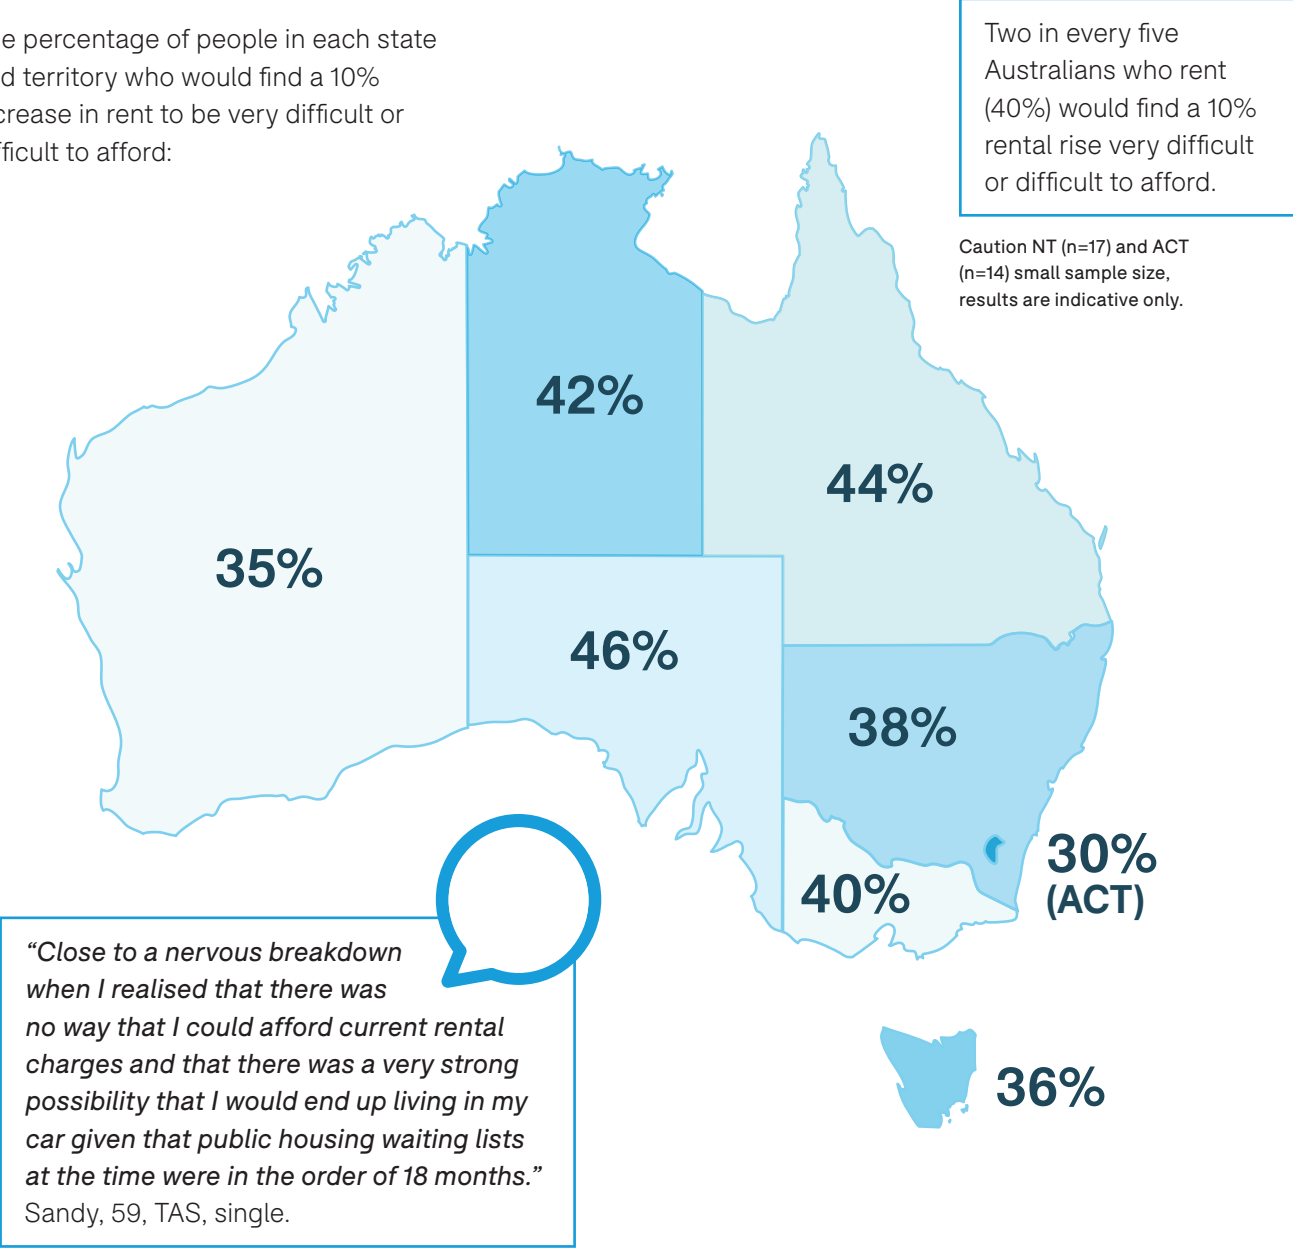 e percentage of people in each state
d territory who would find a 10%
crease in rent to be very difficult or
fficult to afford:
Two in every five
Australians who rent
(40%) would find a 10%
rental rise very difficult
or difficult to afford.
Caution NT (n=17) and ACT
(n=14) small sample size,
results are indicative only.
42%
44%
35%
46%
38%
30%
(ACT)
40%
36%
“Close to a nervous breakdown
when I realised that there was
no way that I could afford current rental
charges and that there was a very strong
possibility that I would end up living in my
car given that public housing waiting lists
at the time were in the order of 18 months.”
Sandy, 59, TAS, single.